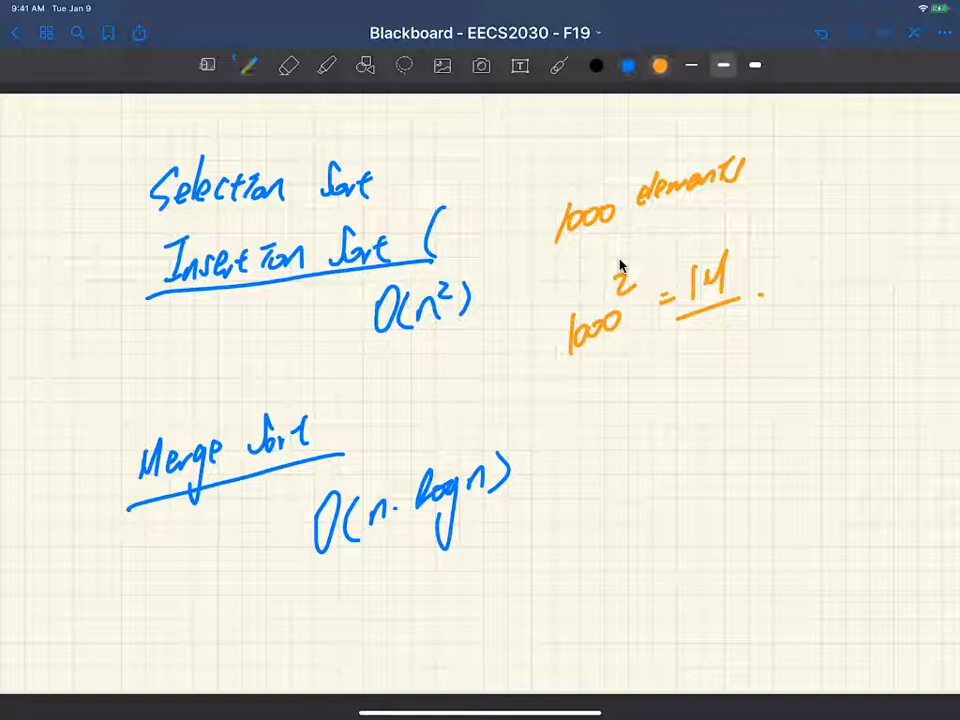 9:41 AM Tue Jan 9
Blackboard - EECS2030 - F19
Selection Sort
Insertion Sort (
O(n²)
1000 elements
1000² = 1M .
Merge Sort
O(n. logn)